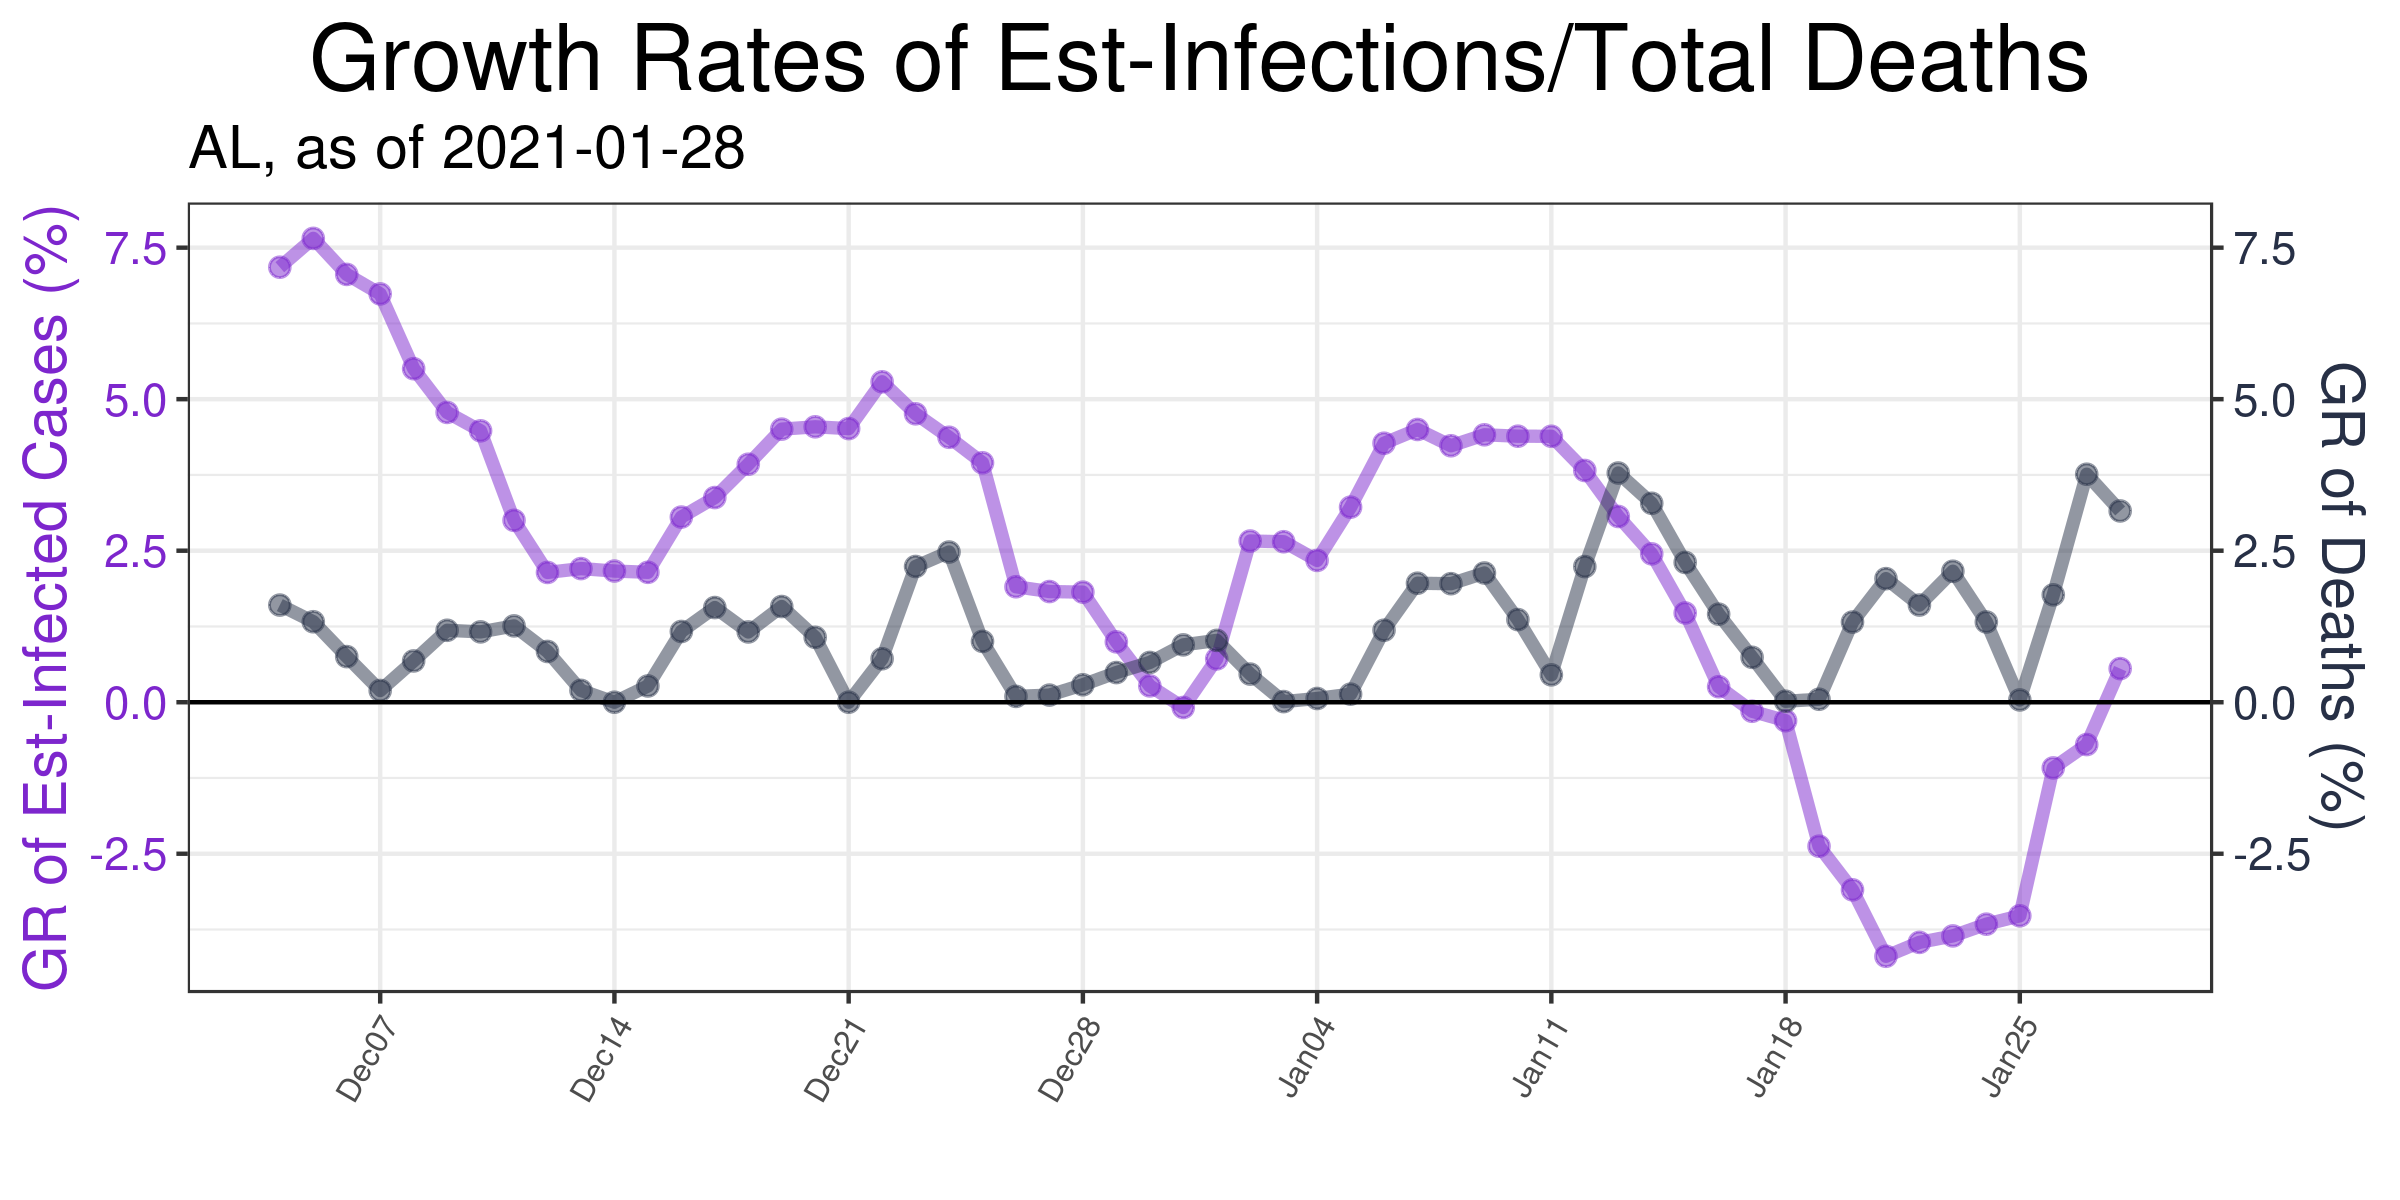 Growth Rates of Est-Infections/Total Deaths
AL, as of 2021-01-28
GR of Est-Infected Cases (%)
7.5
5.0
2.5
0.0
-2.5
7.5
5.0
2.5
0.0
-2.5
GR of Deaths (%)
Dec07
Dec14
Dec21
Dec28
Jan04
Jan11
Jan18
Jan25